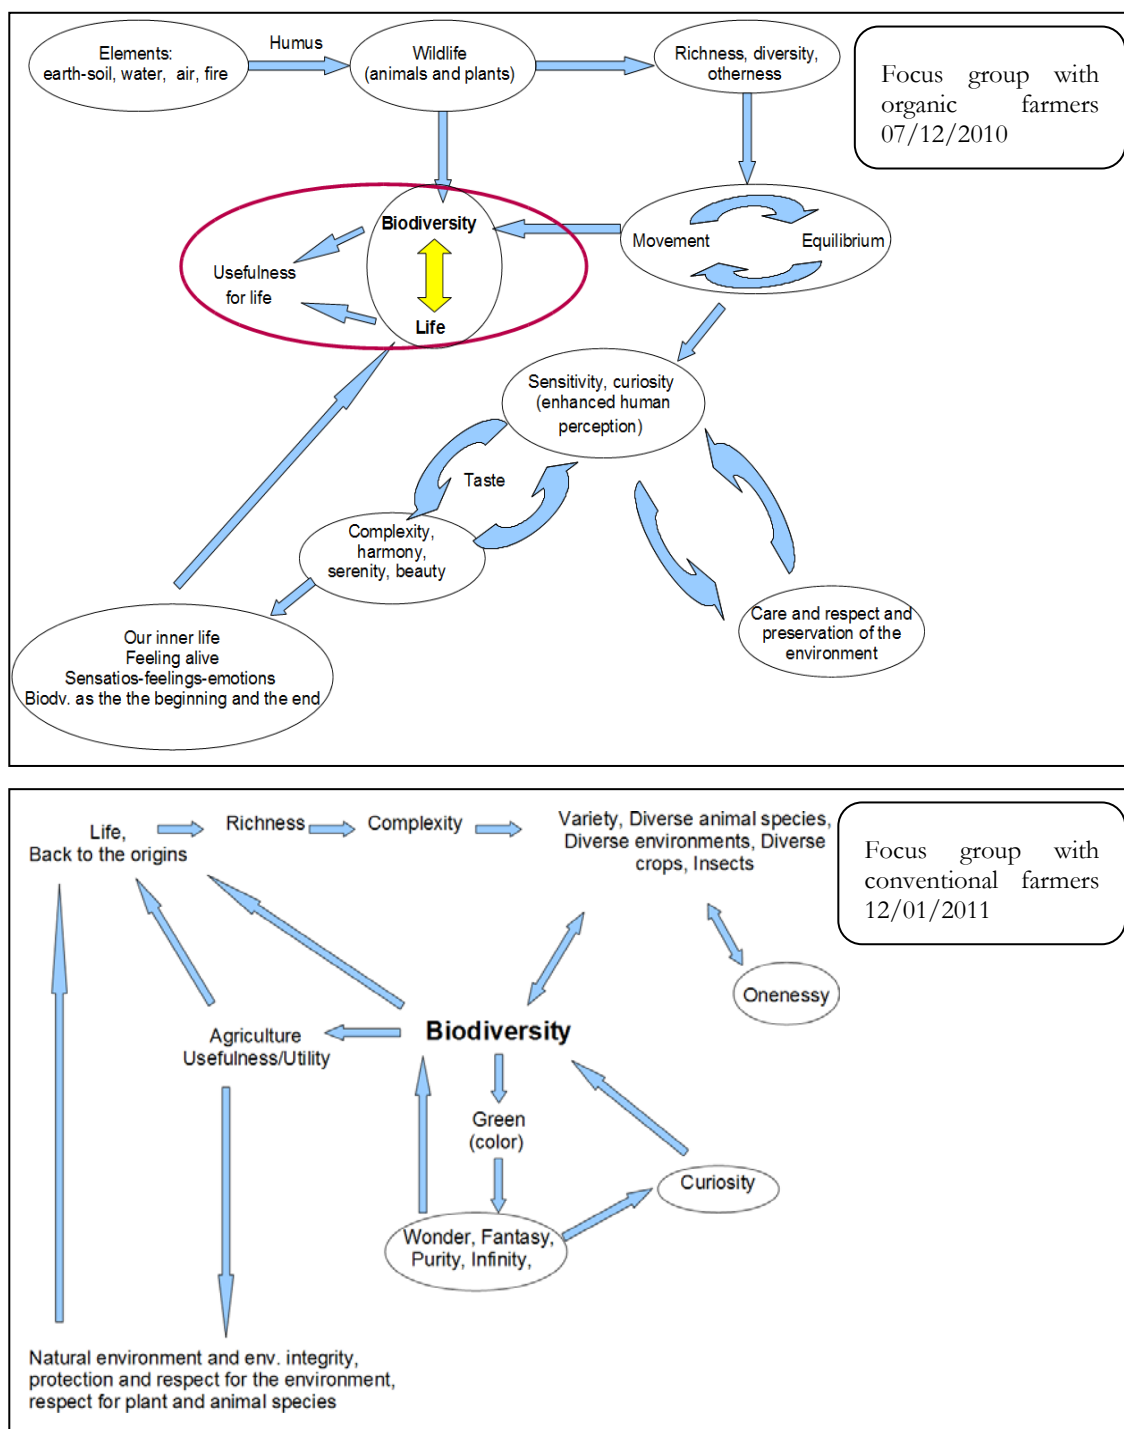 Elements:
earth-soil, water, air, fire
Humus
Wildlife
(animals and plants)
Richness, diversity,
otherness
Focus group with
organic farmers
07/12/2010
Biodiversity
Life
Usefulness
for life
Movement
Equilibrium
Sensitivity, curiosity
(enhanced human
perception)
Taste
Complexity,
harmony,
serenity, beauty
Care and respect and
preservation of the
environment
Our inner life
Feeling alive
Sensatios-feelings-emotions
Biodv. as the the beginning and the end
Life,
Back to the origins
Richness
Complexity
Variety, Diverse animal species,
Diverse environments, Diverse
crops, Insects
Focus group with
conventional farmers
12/01/2011
Onenessy
Biodiversity
Agriculture
Usefulness/Utility
Green
(color)
Curiosity
Wonder, Fantasy,
Purity, Infinity,
Natural environment and env. integrity,
protection and respect for the environment,
respect for plant and animal species